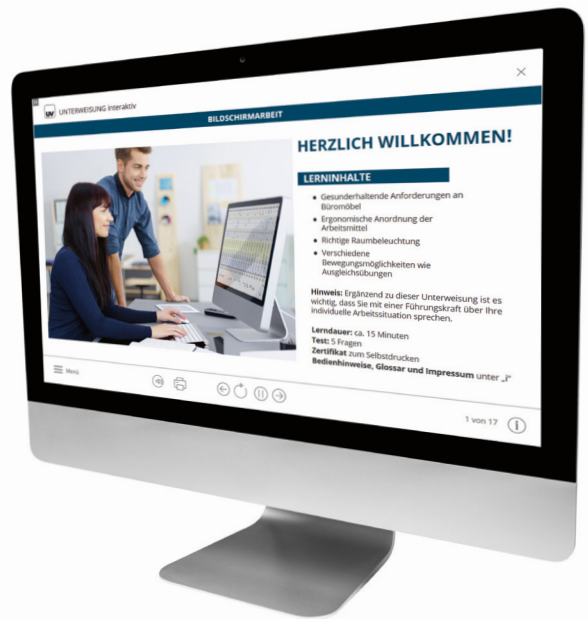 UV UNTERWEISUNG interaktiv
BILDSCHIRMARBEIT
HERZLICH WILLKOMMEN!
LERNINHALTE
• Gesunderhaltende Anforderungen an
Büromöbel
• Ergonomische Anordnung der
Arbeitsmittel
• Richtige Raumbeleuchtung
• Verschiedene
Bewegungsmöglichkeiten wie
Ausgleichsübungen
Hinweis: Ergänzend zu dieser Unterweisung ist es
wichtig, dass Sie mit einer Führungskraft über Ihre
individuelle Arbeitssituation sprechen.
Lerndauer: ca. 15 Minuten
Test: 5 Fragen
Zertifikat zum Selbstdrucken
Bedienhinweise, Glossar und Impressum unter „i"
Menü
1 von 17